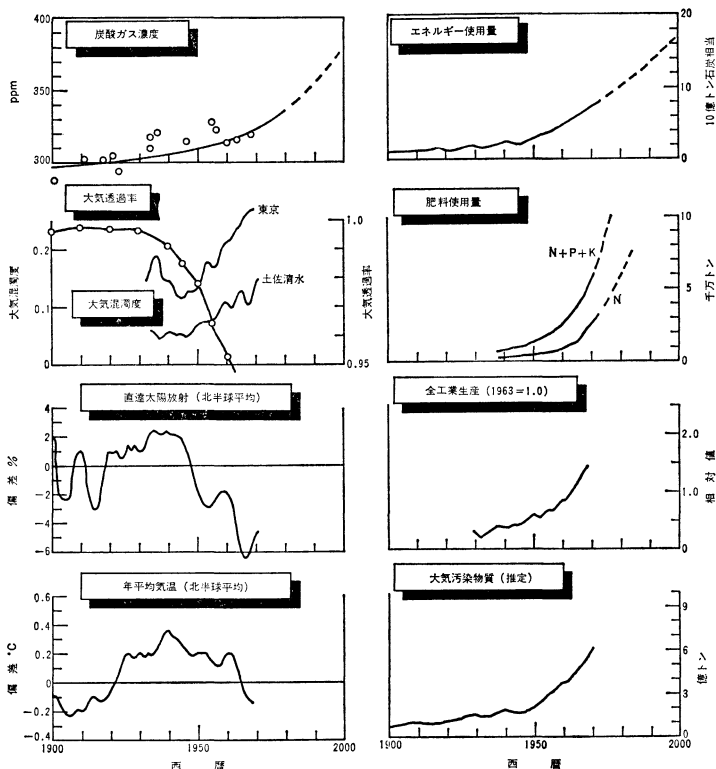 炭酸ガス濃度
400
350
300
ppm
大気透過率
東京
土佐清水
大気混濁度
0.2
0.1
0
大気混濁度
1.0
0.95
大気透過率
直達太陽放射(北半球平均)
4
2
0
−2
−4
−6
偏差%
年平均気温(北半球平均)
0.6
0.4
0.2
0
−0.2
−0.4
偏差℃
1900
1950
2000
西暦
エネルギー使用量
20
15
10
5
0
10億トン石炭相当
肥料使用量
N+P+K
N
10
5
0
千万トン
全工業生産(1963=1.0)
2.0
1.0
0
相対値
大気汚染物質(推定)
9
6
3
0
億トン
1900
1950
2000
西暦